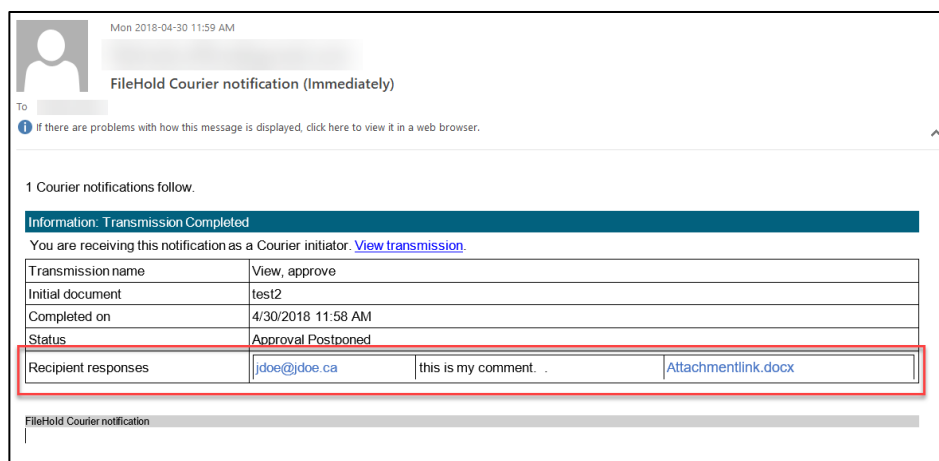 Mon 2018-04-30 11:59 AM
FileHold Courier notification (Immediately)
To
If there are problems with how this message is displayed, click here to view it in a web browser.
1 Courier notifications follow.
Information: Transmission Completed
You are receiving this notification as a Courier initiator. View transmission.
Transmission name View, approve
Initial document test2
Completed on 4/30/2018 11:58 AM
Status Approval Postponed
Recipient responses jdoe@jdoe.ca this is my comment. . Attachmentlink.docx
FileHold Courier notification